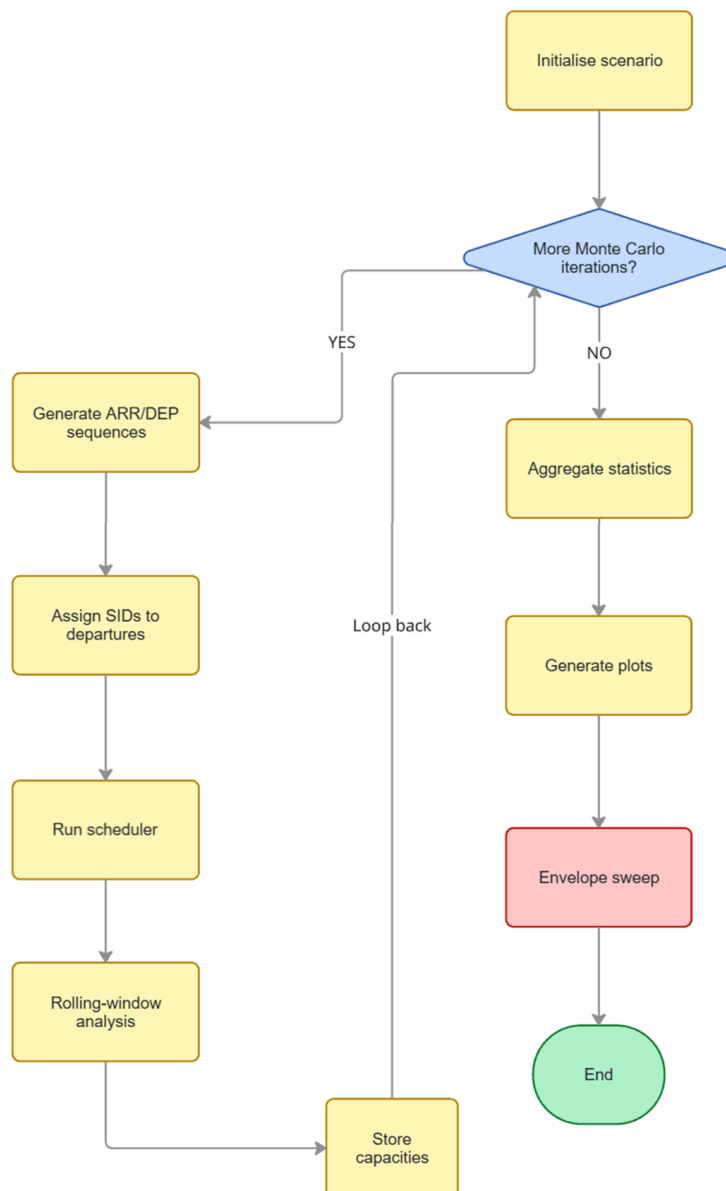 Initialise scenario
More Monte Carlo
iterations?
YES
NO
Generate ARR/DEP
sequences
Aggregate statistics
Assign SIDs to
departures
Loop back
Generate plots
Run scheduler
Envelope sweep
Rolling-window
analysis
End
Store
capacities